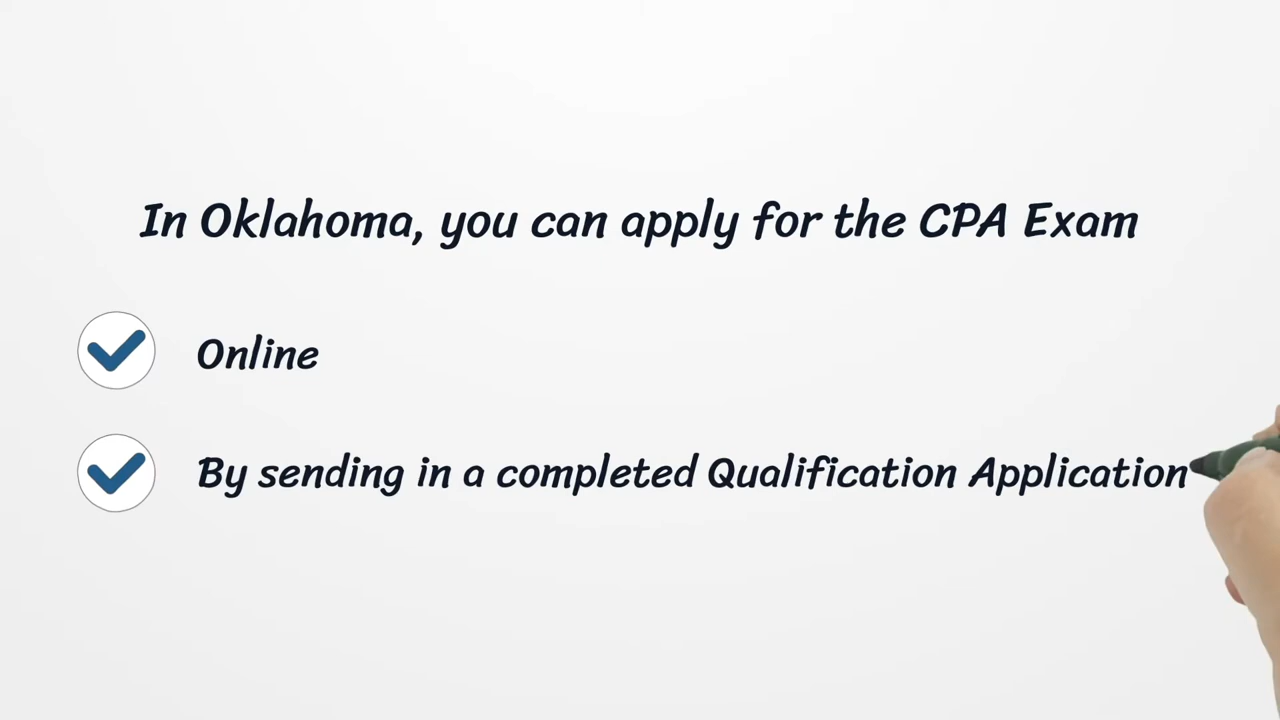 In Oklahoma, you can apply for the CPA Exam
Online
By sending in a completed Qualification Application